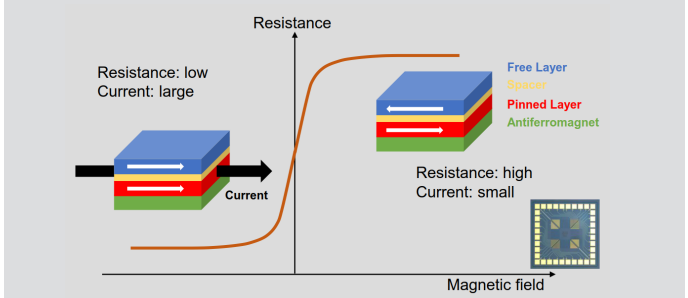 Resistance
Resistance: low
Current: large
Free Layer
Spacer
Pinned Layer
Antiferromagnet
Current
Resistance: high
Current: small
Magnetic field